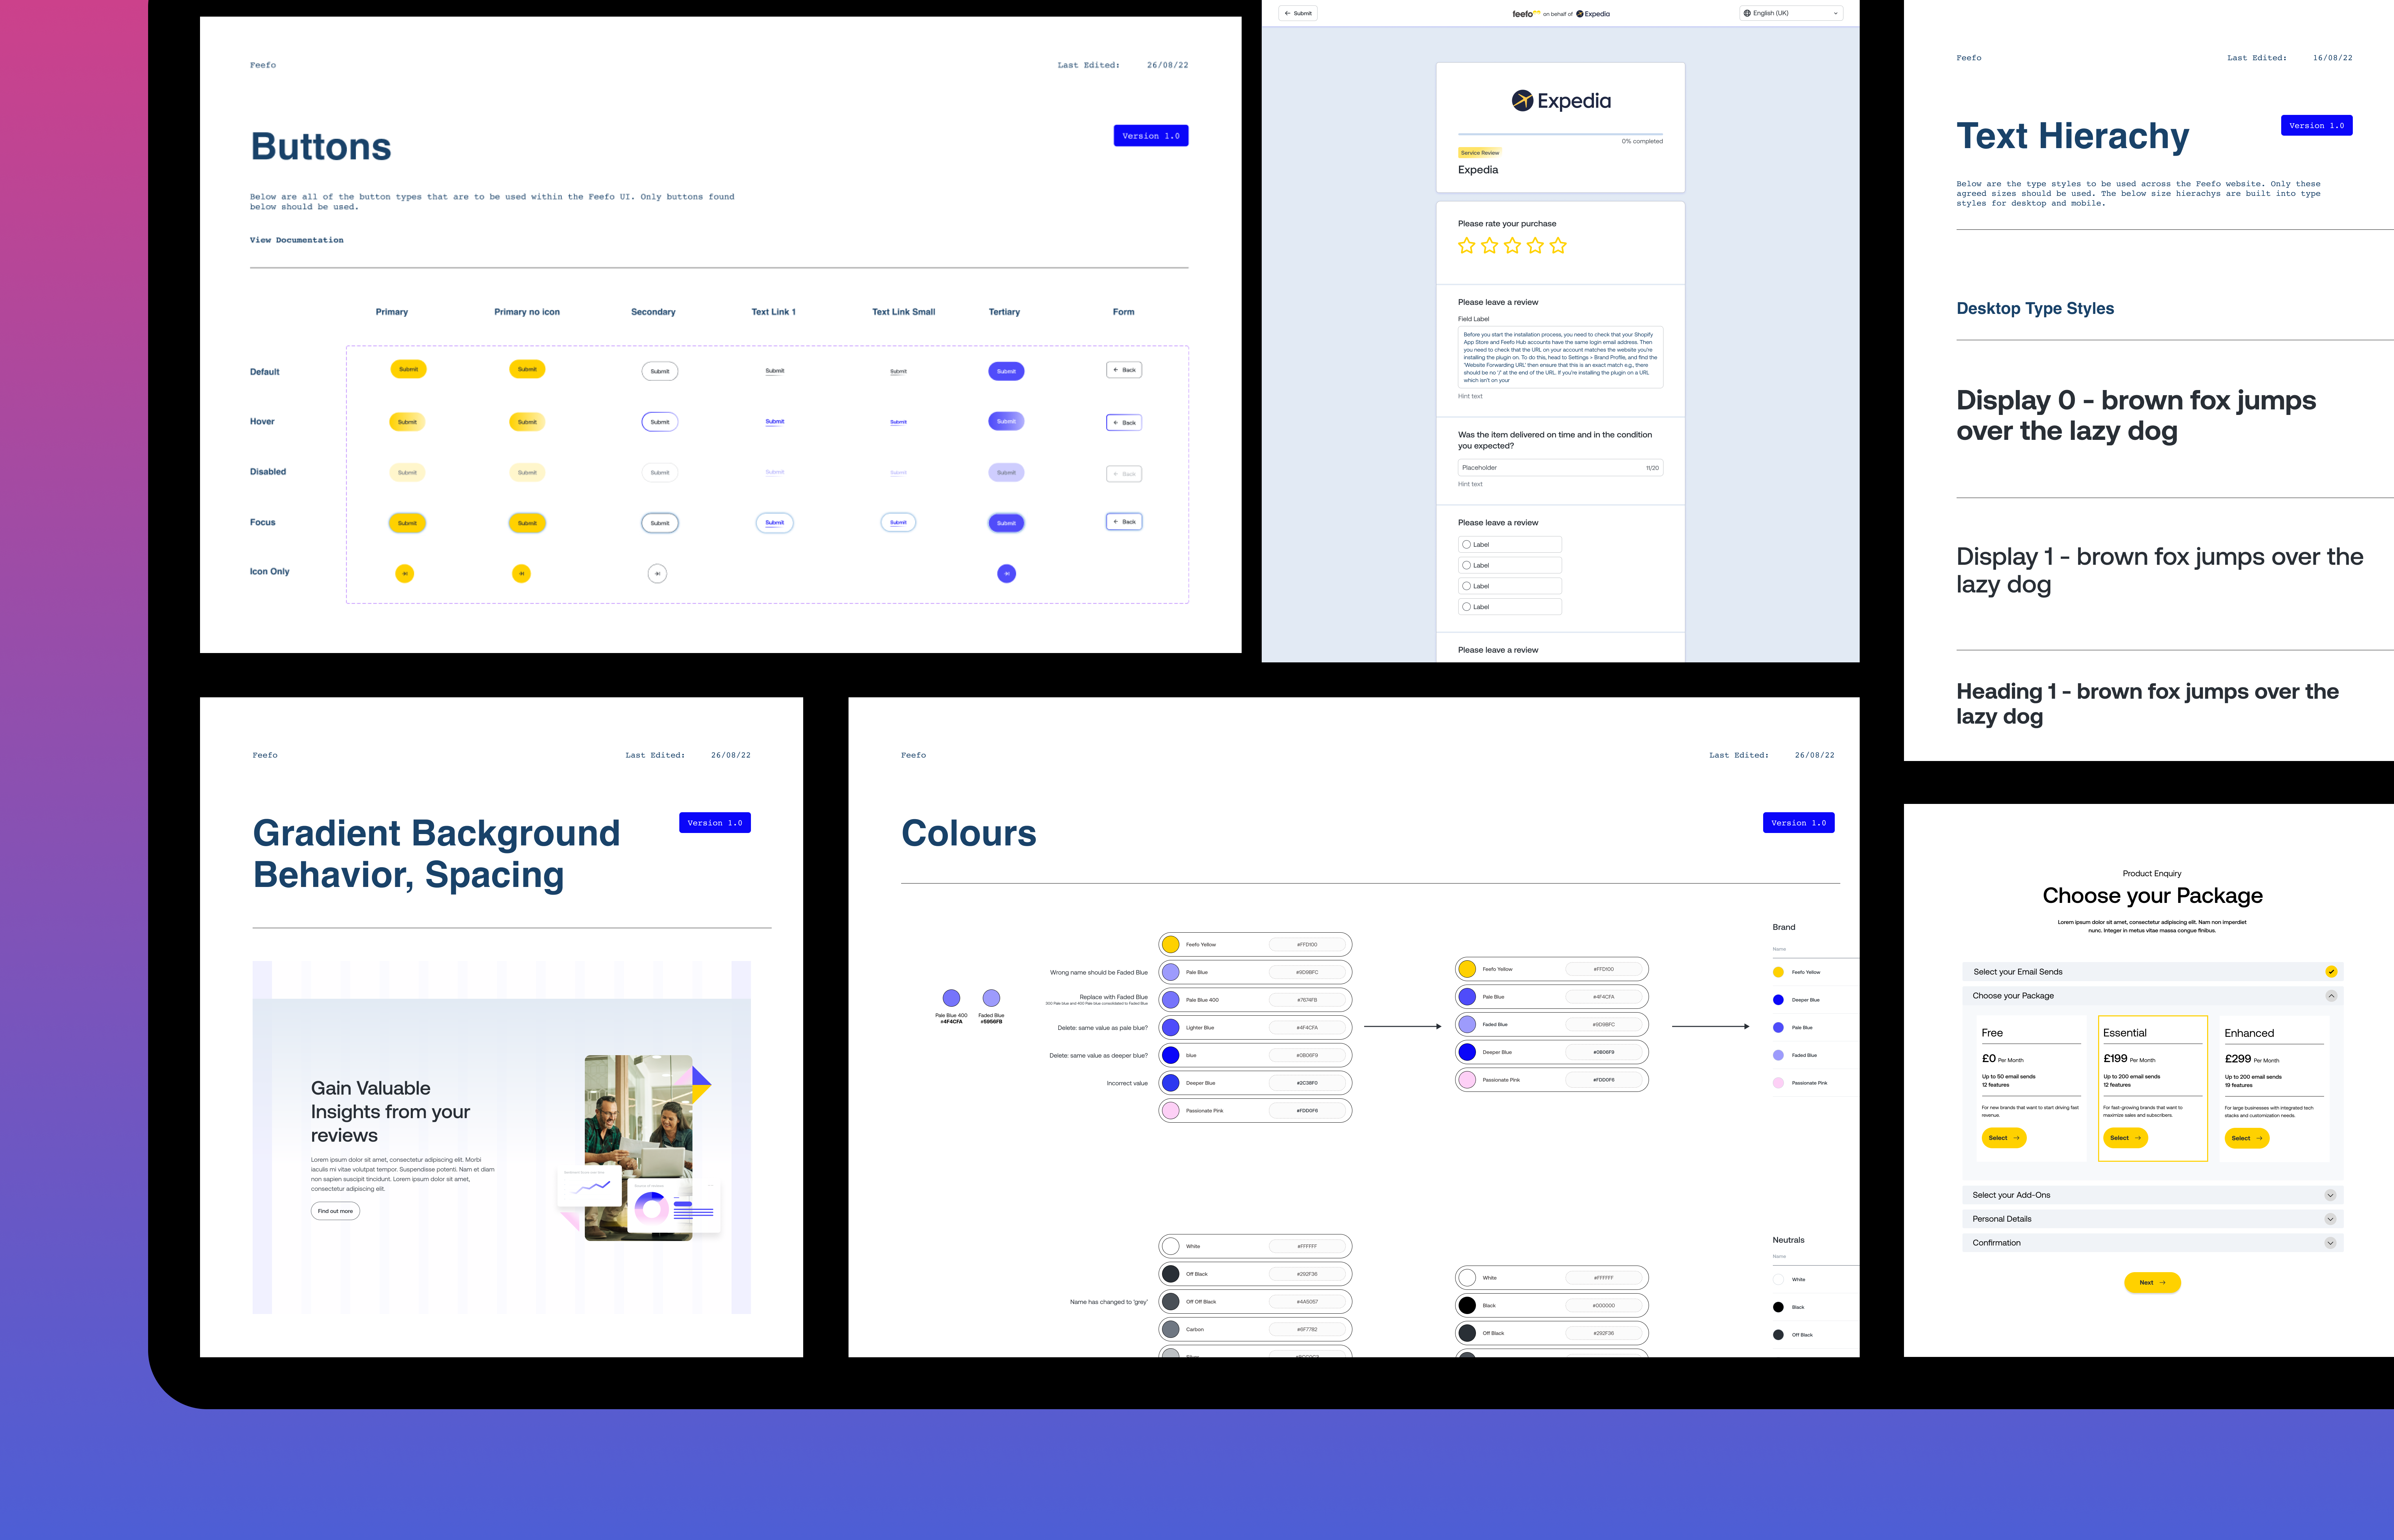 Feefo
Last Edited: 26/08/22
Buttons
Version 1.0
Below are all of the button types that are to be used within the Feefo UI. Only buttons found
below should be used.
View Documentation
Primary Primary no icon Secondary Text Link 1 Text Link Small Tertiary Form
Default Submit Submit Submit Submit Submit Submit Back
Hover Submit Submit Submit Submit Submit Submit Back
Disabled Submit Submit Submit Submit Submit Submit Back
Focus Submit Submit Submit Submit Submit Submit Back
Icon Only
Submit
feefo on behalf of Expedia
English (UK)
Expedia
0% completed
Service Review
Expedia
Please rate your purchase
Please leave a review
Field Label
Before you start the installation process, you need to check that your Shopify
App Store and Feefo Hub accounts have the same login email address. Then
you need to check that the URL on your account matches the website you're
installing the plugin on. To do this, head to Settings > Brand Profile, and find the
'Website Forwarding URL' then ensure that this is an exact match e.g., there
should be no '/' at the end of the URL. If you're installing the plugin on a URL
which isn't on your
Hint text
Was the item delivered on time and in the condition
you expected?
Placeholder 11/20
Hint text
Please leave a review
Label
Label
Label
Label
Please leave a review
Feefo
Last Edited: 16/08/22
Text Hierachy
Version 1.0
Below are the type styles to be used across the Feefo website. Only these
agreed sizes should be used. The below size hierachys are built into type
styles for desktop and mobile.
Desktop Type Styles
Display 0 - brown fox jumps
over the lazy dog
Display 1 - brown fox jumps over the
lazy dog
Heading 1 - brown fox jumps over the
lazy dog
Feefo
Last Edited: 26/08/22
Gradient Background
Behavior, Spacing
Version 1.0
Gain Valuable
Insights from your
reviews
Lorem ipsum dolor sit amet, consectetur adipiscing elit. Morbi
iaculis mi vitae volutpat tempor. Suspendisse potenti. Nam et diam
non sapien suscipit tincidunt. Lorem ipsum dolor sit amet,
consectetur adipiscing elit.
Find out more
Feefo
Last Edited: 26/08/22
Colours
Version 1.0
Pale Blue 400
#4F4CFA
Faded Blue
#5956FB
Feefo Yellow #FFD100
Wrong name should be Faded Blue
Pale Blue #9D9BFC
Replace with Faded Blue
Pale Blue 400 #7674FB
Delete: same value as pale blue?
Lighter Blue #4F4CFA
Delete: same value as deeper blue?
blue #0B06F9
Incorrect value
Deeper Blue #2C38F0
Passionate Pink #FDD0F6
Feefo Yellow #FFD100
Pale Blue #4F4CFA
Faded Blue #9D9BFC
Deeper Blue #0B06F9
Passionate Pink #FDD0F6
Brand
Name
Feefo Yellow
Deeper Blue
Pale Blue
Faded Blue
Passionate Pink
White #FFFFFF
Off Black #292F36
Name has changed to 'grey'
Off Off Black #4A5057
Carbon #6F7782
White #FFFFFF
Black #000000
Off Black #292F36
Neutrals
Name
White
Black
Off Black
Product Enquiry
Choose your Package
Lorem ipsum dolor sit amet, consectetur adipiscing elit. Nam non imperdiet
nunc. Integer in metus vitae massa congue finibus.
Select your Email Sends
Choose your Package
Free
£0 Per Month
Up to 50 email sends
12 features
For new brands that want to start driving fast
revenue.
Select
Essential
£199 Per Month
Up to 200 email sends
12 features
For fast-growing brands that want to
maximize sales and subscribers.
Select
Enhanced
£299 Per Month
Up to 200 email sends
19 features
For large businesses with integrated tech
stacks and customization needs.
Select
Select your Add-Ons
Personal Details
Confirmation
Next